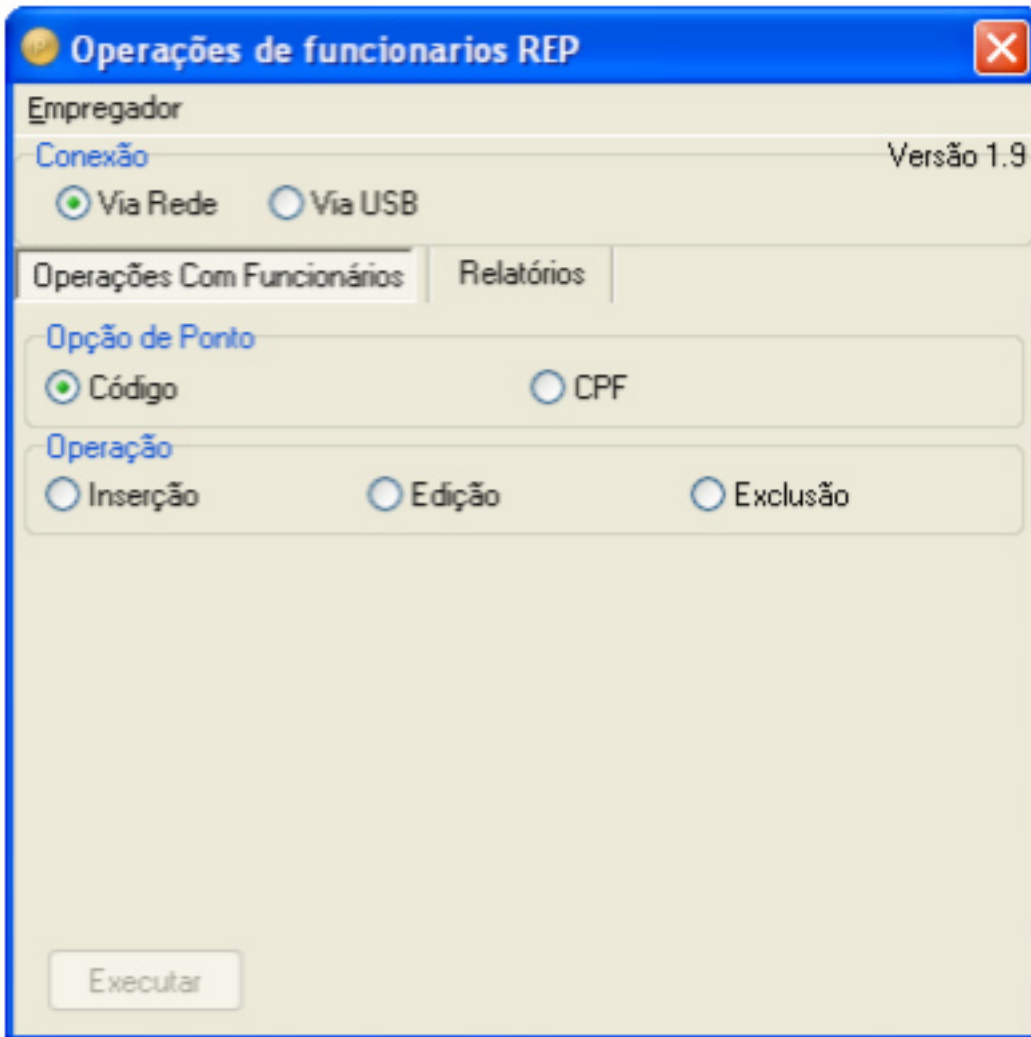 Operações de funcionarios REP
Empregador
Conexão Versão 1.9
Via Rede Via USB
Operações Com Funcionários Relatórios
Opção de Ponto
Código CPF
Operação
Inserção Edição Exclusão
Executar